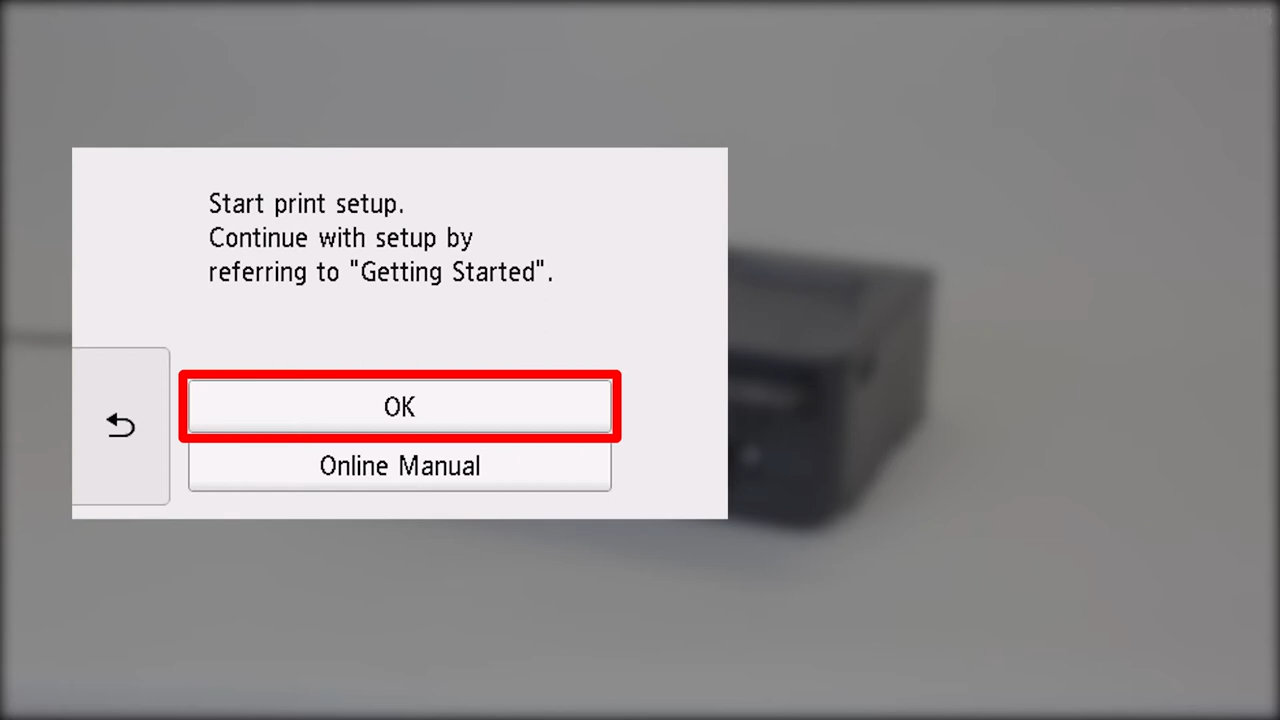 Start print setup.
Continue with setup by
referring to "Getting Started".
OK
Online Manual